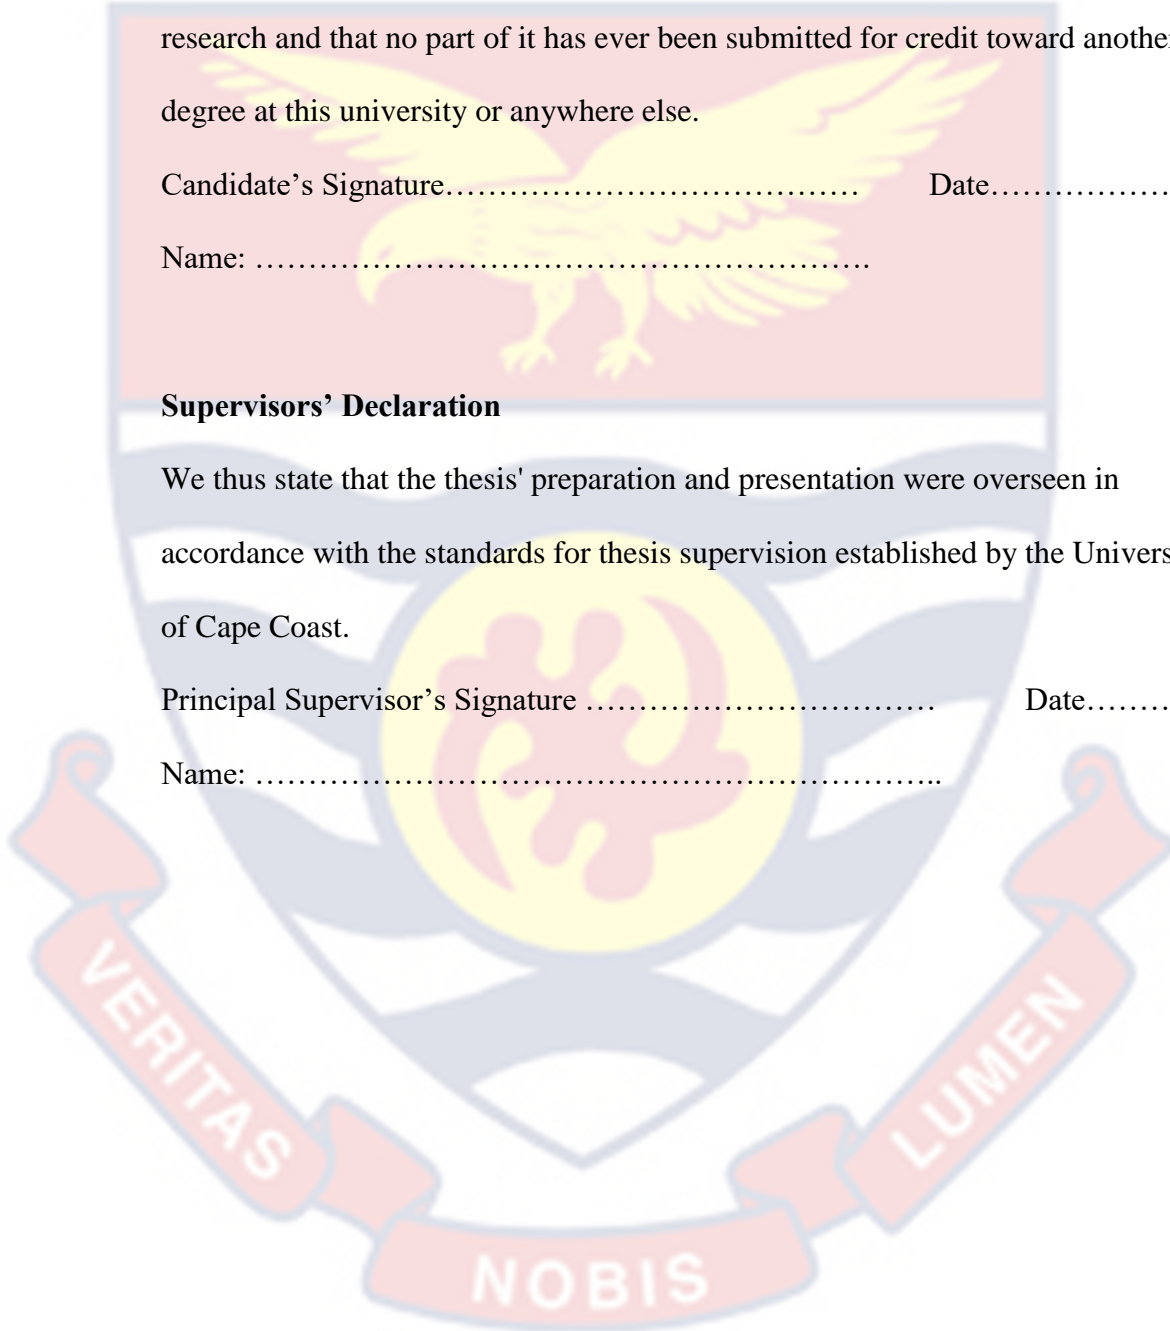 research and that no part of it has ever been submitted for credit toward another
degree at this university or anywhere else.
Candidate’s Signature………………………………… Date……………….
Name: ………………………………………………….
Supervisors’ Declaration
We thus state that the thesis' preparation and presentation were overseen in
accordance with the standards for thesis supervision established by the Univers
of Cape Coast.
Principal Supervisor’s Signature …………………………… Date………
Name: ………………………………………………………..
VERITAS
NOBIS
LUMEN